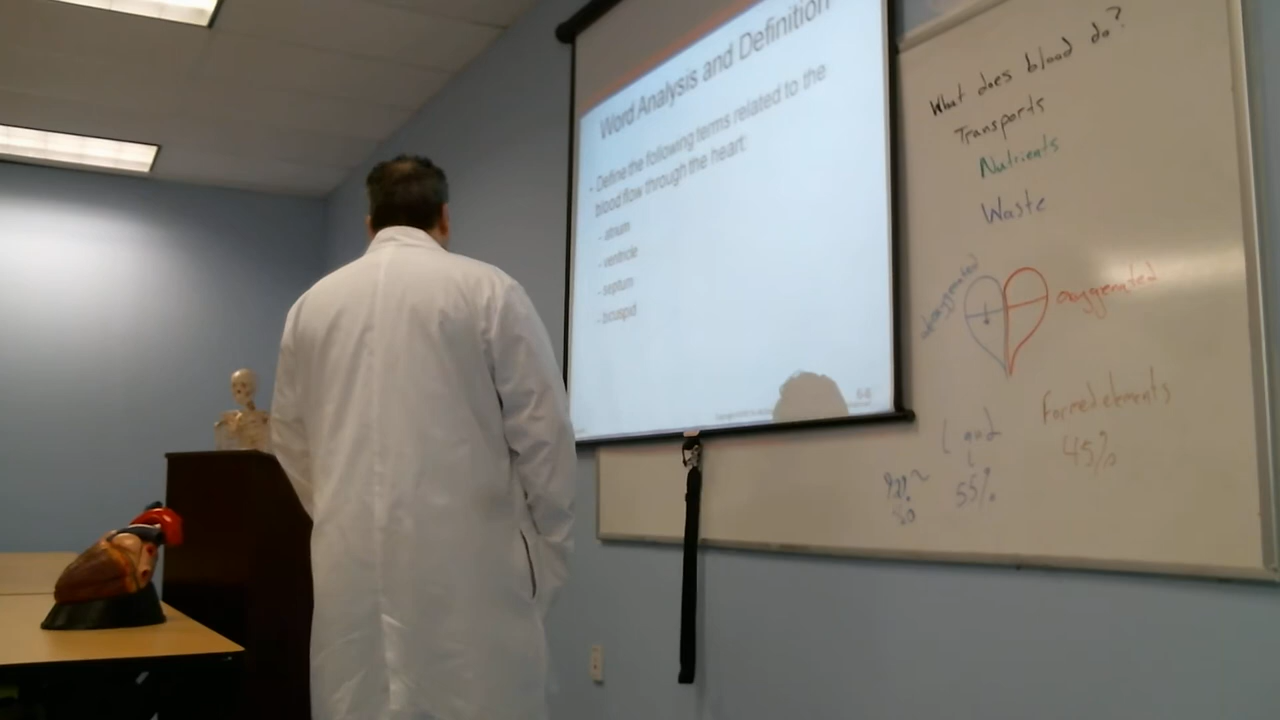 Word Analysis and Definition
- Define the following terms related to the
blood flow through the heart:
- atrium
- ventricle
- septum
- bicuspid
What does blood do?
Transports
Nutrients
Waste
oxygenated
Formed elements
45%
55%